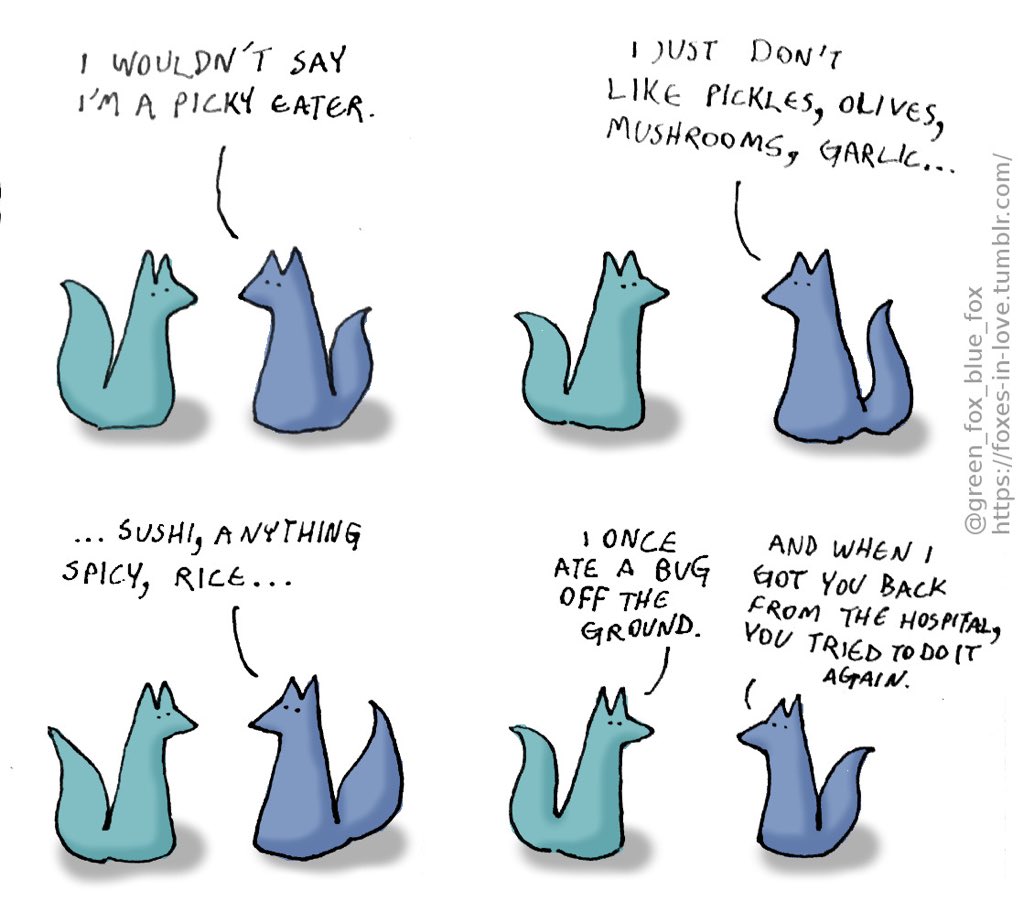 I WOULDN'T SAY
I'M A PICKY EATER.
I JUST DON'T
LIKE PICKLES, OLIVES,
MUSHROOMS, GARLIC...
... SUSHI, ANYTHING
SPICY, RICE...
I ONCE
ATE A BUG
OFF THE
GROUND.
AND WHEN I
GOT YOU BACK
FROM THE HOSPITAL,
YOU TRIED TO DO IT
AGAIN.
@green_fox_blue_fox
https://foxes-in-love.tumblr.com/